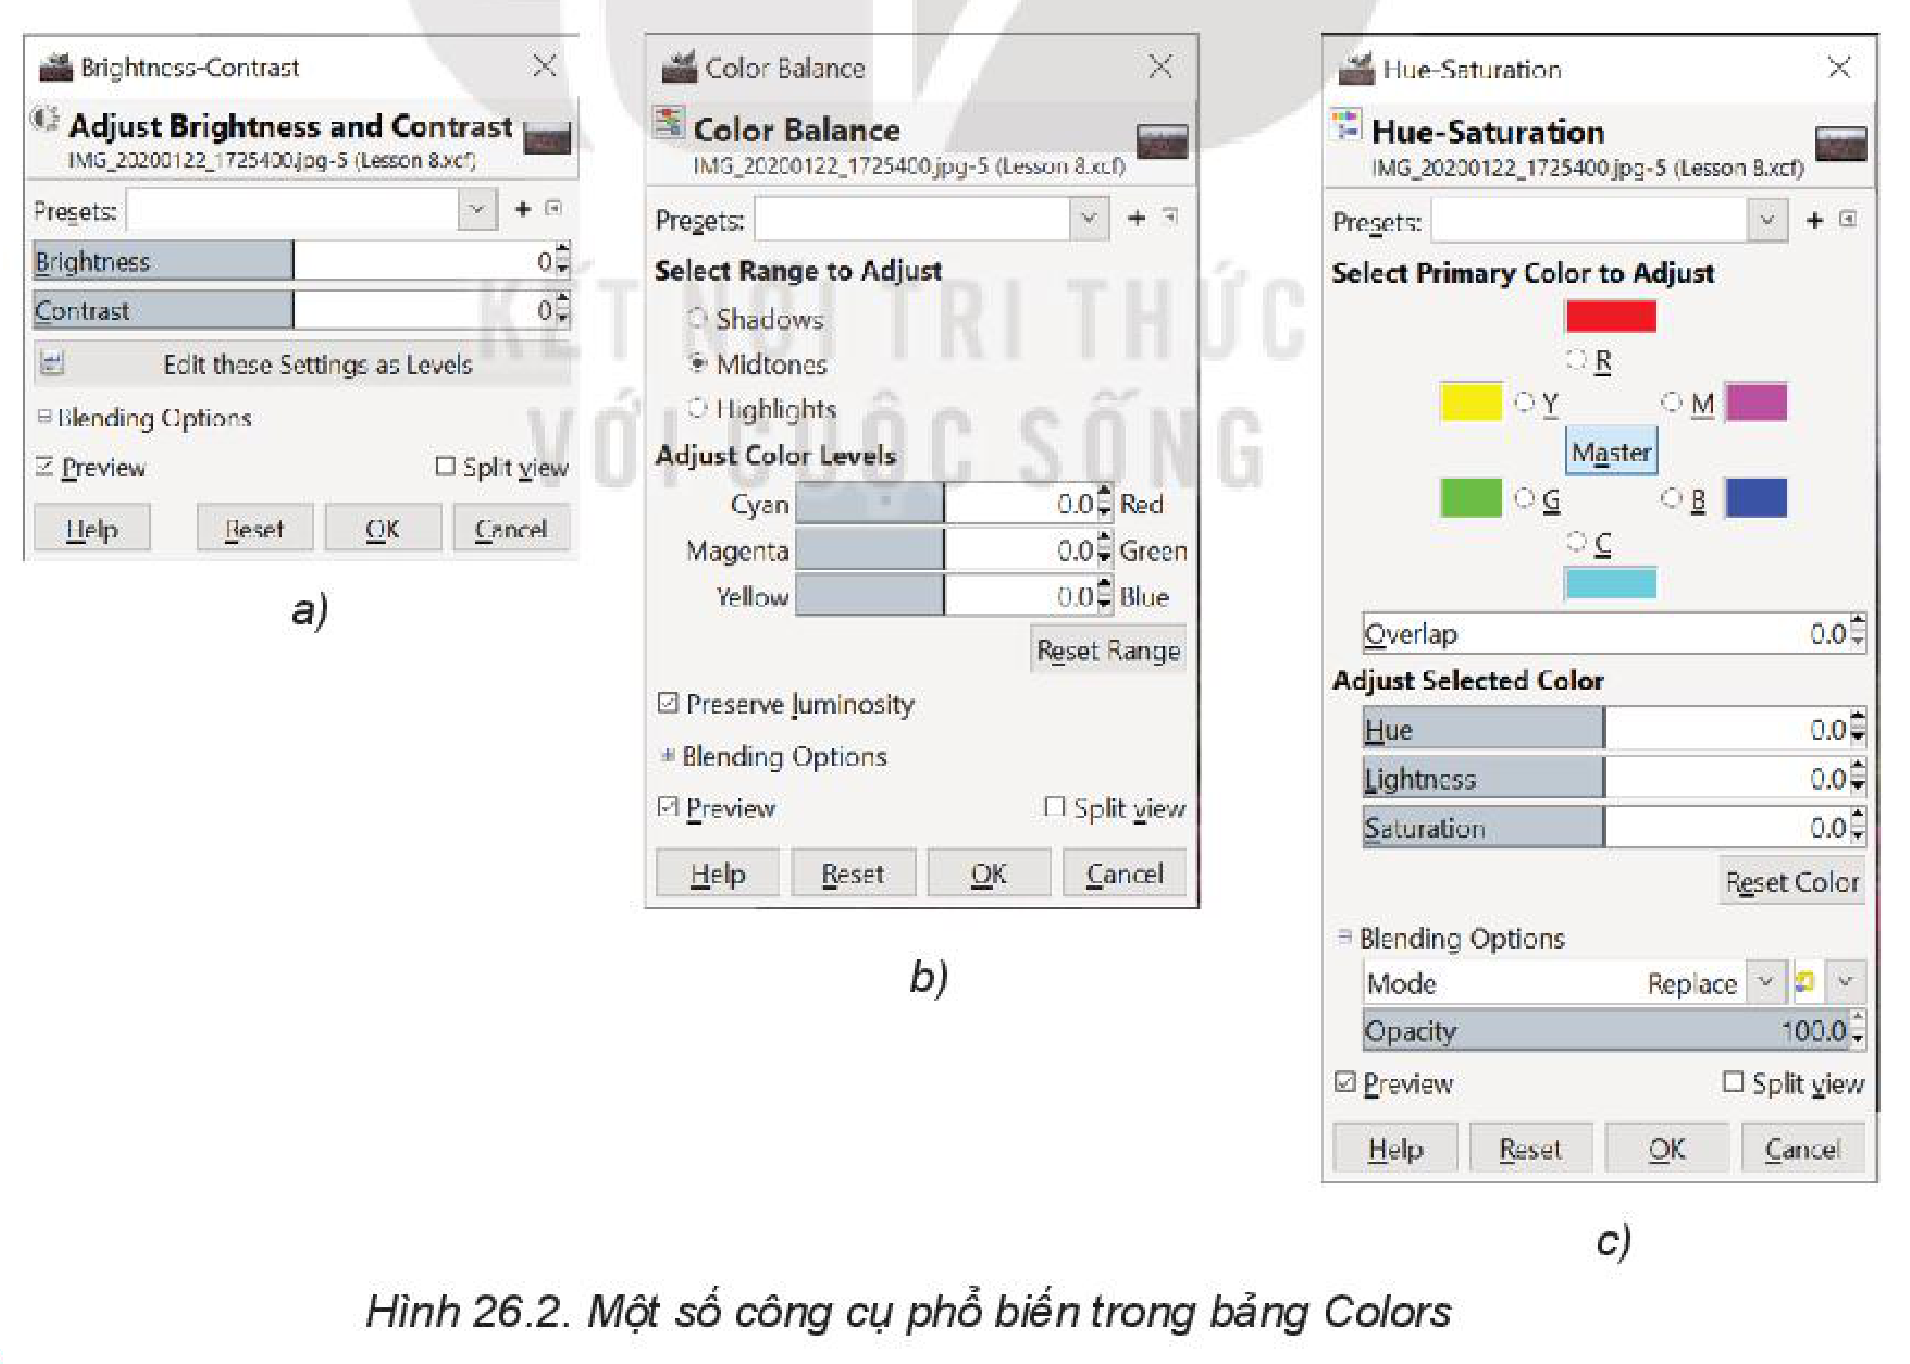 Brightness-Contrast
Adjust Brightness and Contrast
IMG_20200122_1725400.jpg-5 (Lesson 8.xcf)
Presets:
Brightness 0
Contrast 0
Edit these Settings as Levels
Blending Options
Preview Split view
Help Reset OK Cancel
a)
Color Balance
Color Balance
IMG_20200122_1725400.jpg-5 (Lesson 8.xcf)
Presets:
Select Range to Adjust
Shadows
Midtones
Highlights
Adjust Color Levels
Cyan 0.0 Red
Magenta 0.0 Green
Yellow 0.0 Blue
Reset Range
Preserve luminosity
Blending Options
Preview Split view
Help Reset OK Cancel
b)
Hue-Saturation
Hue-Saturation
IMG_20200122_1725400.jpg-5 (Lesson 8.xcf)
Presets:
Select Primary Color to Adjust
R
Y M
Master
G B
C
Overlap 0.0
Adjust Selected Color
Hue 0.0
Lightness 0.0
Saturation 0.0
Reset Color
Blending Options
Mode Replace
Opacity 100.0
Preview Split view
Help Reset OK Cancel
c)
KẾT NỐI TRI THỨC
VỚI CUỘC SỐNG
Hình 26.2. Một số công cụ phổ biến trong bảng Colors